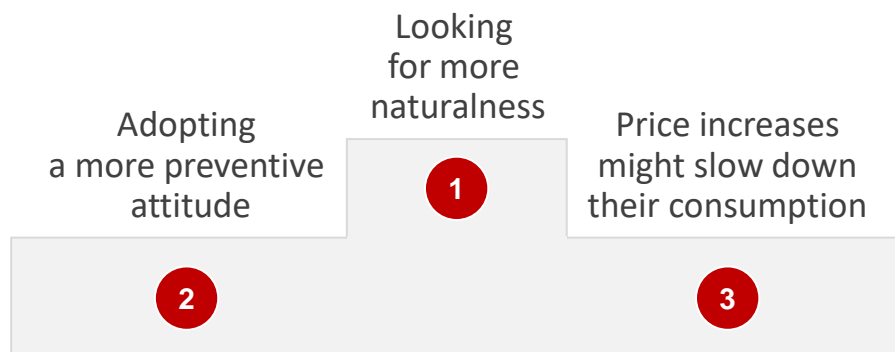 Looking
for more
naturalness
1
Adopting
a more preventive
attitude
2
Price increases
might slow down
their consumption
3